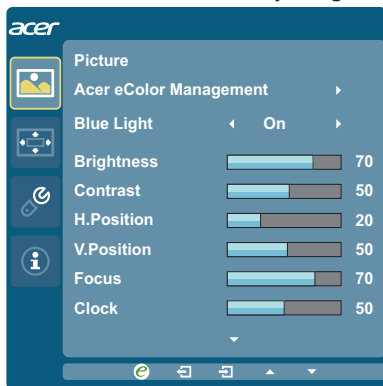 acer
Picture
Acer eColor Management
Blue Light On
Brightness 70
Contrast 50
H.Position 20
V.Position 50
Focus 70
Clock 50
e